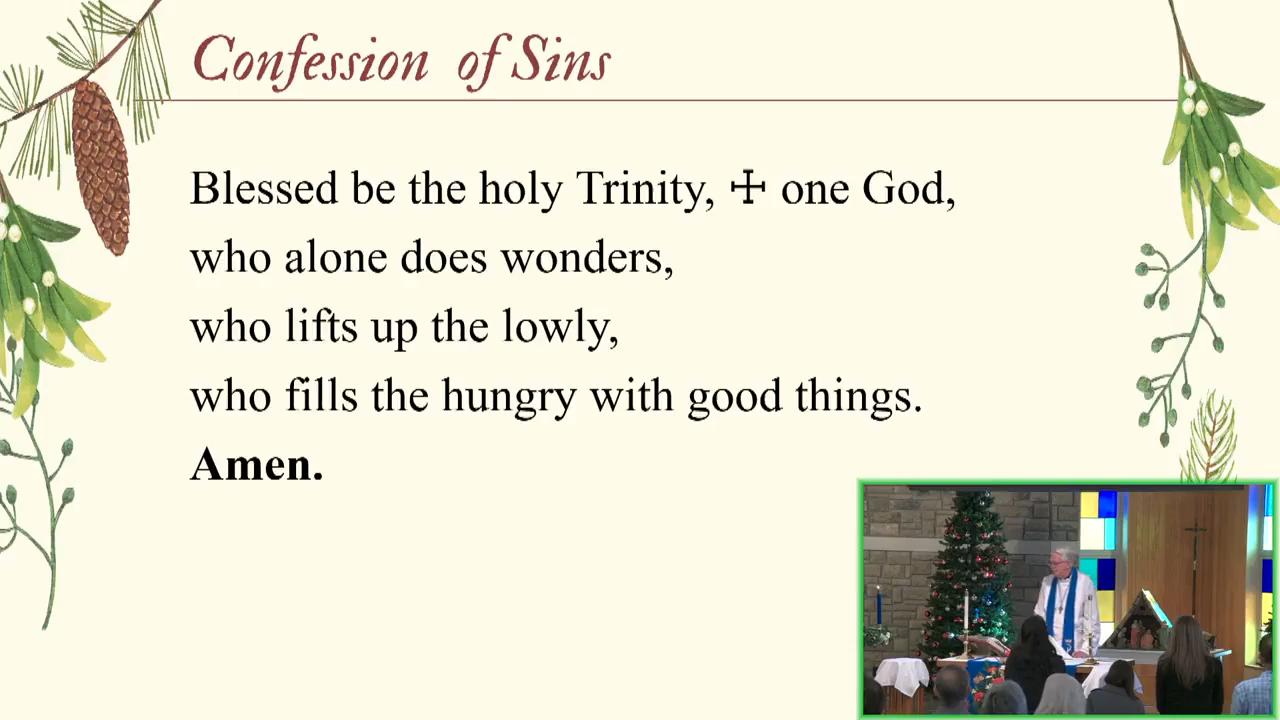 Confession of Sins
Blessed be the holy Trinity, ☩ one God,
who alone does wonders,
who lifts up the lowly,
who fills the hungry with good things.
Amen.